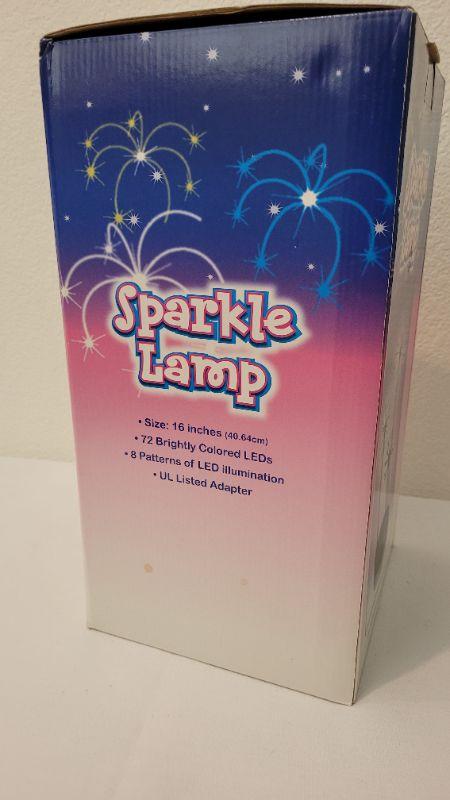 Sparkle
Lamp
• Size: 16 inches (40.64cm)
• 72 Brightly Colored LEDs
• 8 Patterns of LED illumination
• UL Listed Adapter